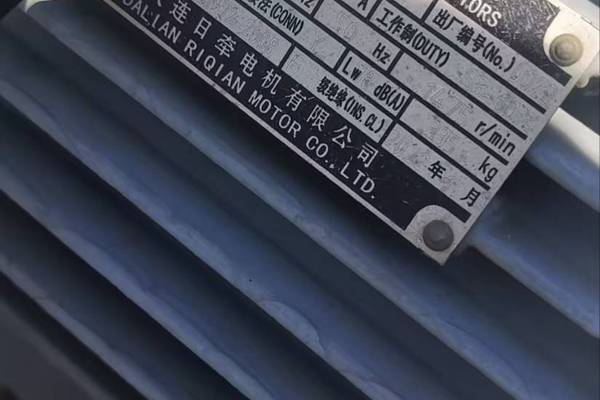 TORS
出厂编号(No.)
A 工作制(DUTY)
Hz r/min
法(CONN) Lw dB(A) kg
绝缘(INS.CL) 年 月
大连日牵电机有限公司
DALIAN RIQIAN MOTOR CO.,LTD.